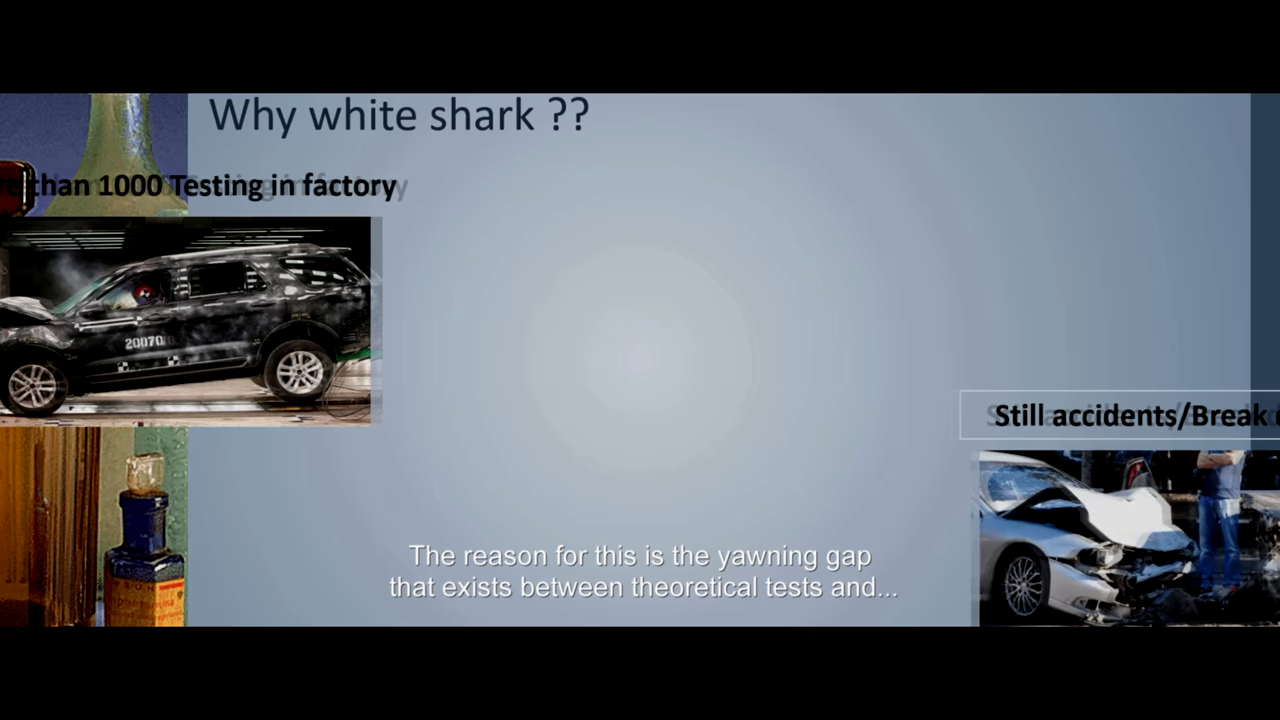 Why white shark ??
than 1000 Testing in factory
20870
Still accidents/Break
The reason for this is the yawning gap
that exists between theoretical tests and...